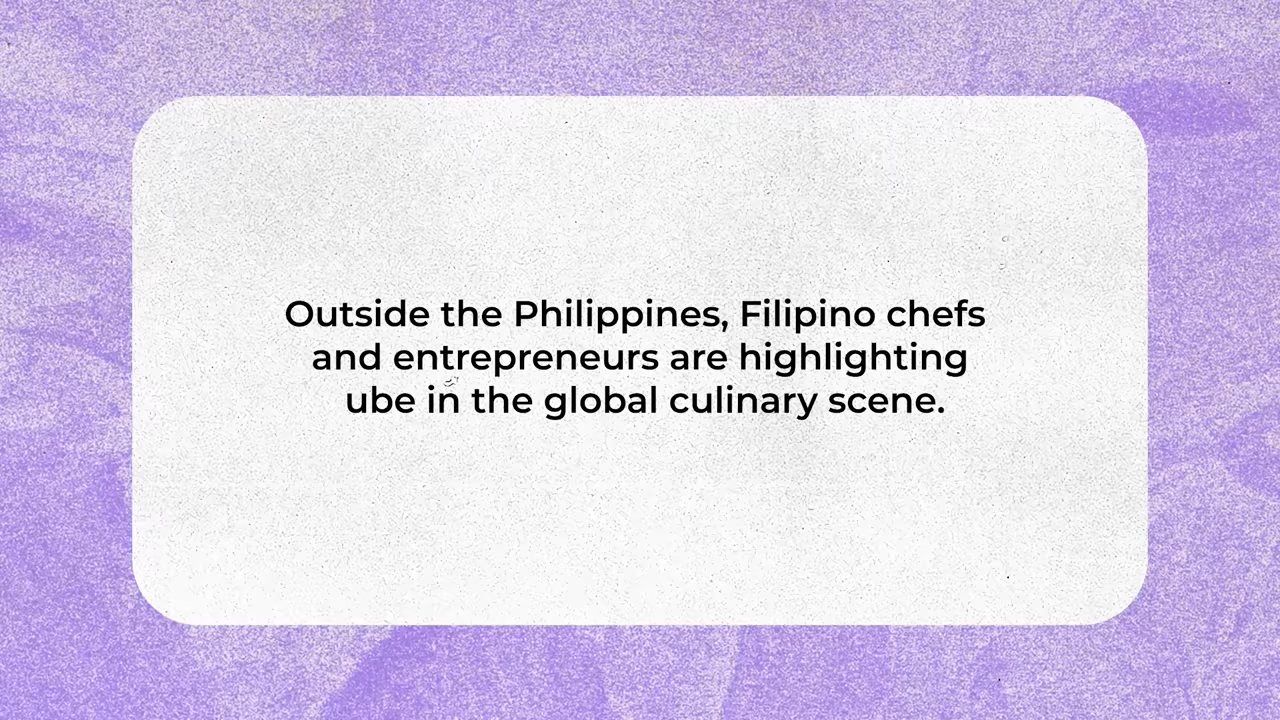 Outside the Philippines, Filipino chefs
and entrepreneurs are highlighting
ube in the global culinary scene.